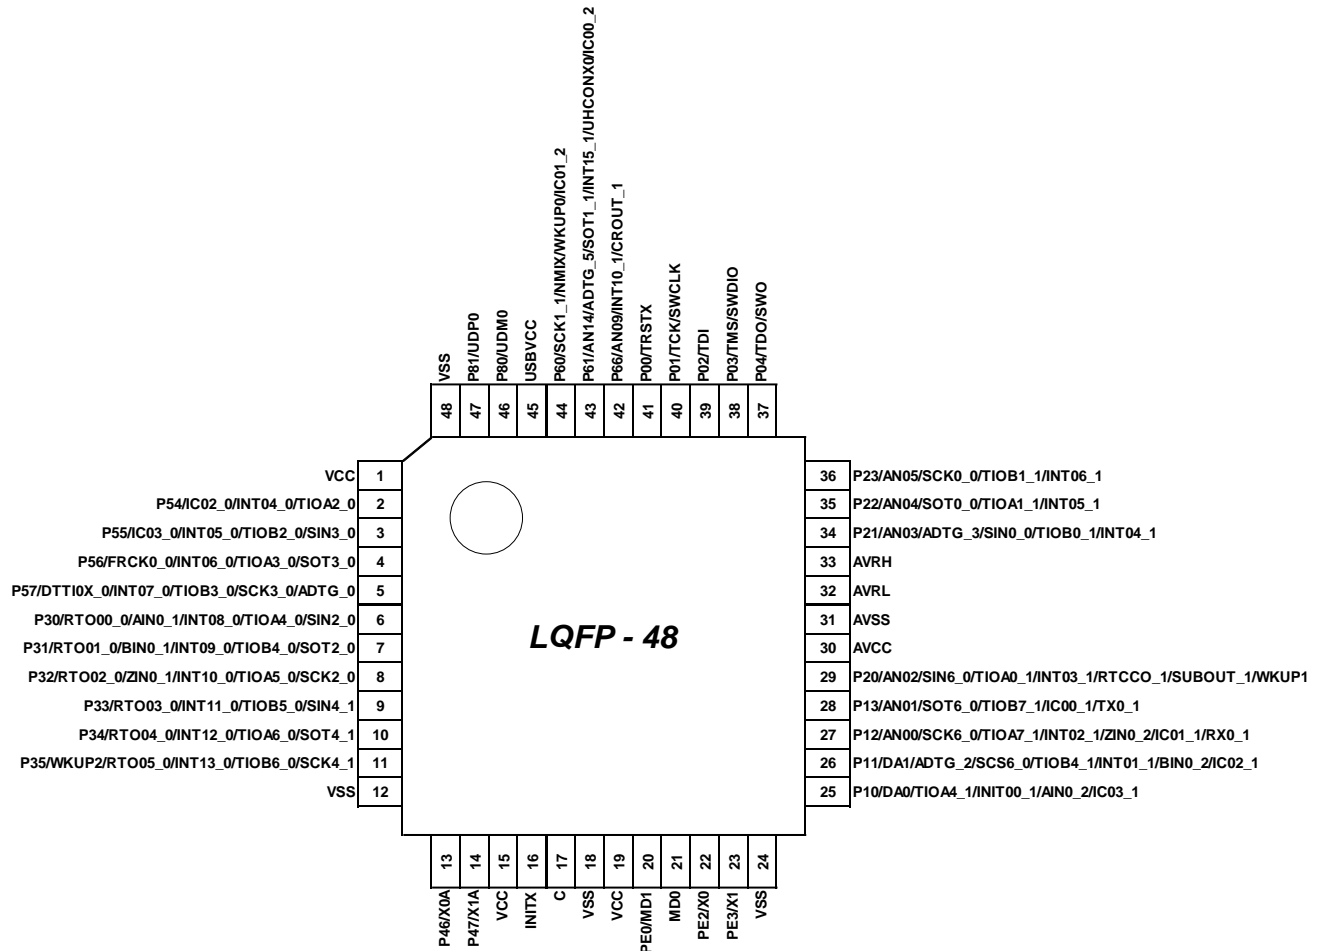 VSS
P81/UDP0
P80/UDM0
USBVCC
P60/SCK1_1/NMIX/WKUP0/IC01_2
P61/AN14/ADTG_5/SOT1_1/INT15_1/UHCONX0/IC00_2
P66/AN09/INT10_1/CROUT_1
P00/TRSTX
P01/TCK/SWCLK
P02/TDI
P03/TMS/SWDIO
P04/TDO/SWO
48
47
46
45
44
43
42
41
40
39
38
37
VCC 1
P54/IC02_0/INT04_0/TIOA2_0 2
P55/IC03_0/INT05_0/TIOB2_0/SIN3_0 3
P56/FRCK0_0/INT06_0/TIOA3_0/SOT3_0 4
P57/DTTI0X_0/INT07_0/TIOB3_0/SCK3_0/ADTG_0 5
P30/RTO00_0/AIN0_1/INT08_0/TIOA4_0/SIN2_0 6
P31/RTO01_0/BIN0_1/INT09_0/TIOB4_0/SOT2_0 7
P32/RTO02_0/ZIN0_1/INT10_0/TIOA5_0/SCK2_0 8
P33/RTO03_0/INT11_0/TIOB5_0/SIN4_1 9
P34/RTO04_0/INT12_0/TIOA6_0/SOT4_1 10
P35/WKUP2/RTO05_0/INT13_0/TIOB6_0/SCK4_1 11
VSS 12
LQFP - 48
36 P23/AN05/SCK0_0/TIOB1_1/INT06_1
35 P22/AN04/SOT0_0/TIOA1_1/INT05_1
34 P21/AN03/ADTG_3/SIN0_0/TIOB0_1/INT04_1
33 AVRH
32 AVRL
31 AVSS
30 AVCC
29 P20/AN02/SIN6_0/TIOA0_1/INT03_1/RTCCO_1/SUBOUT_1/WKUP1
28 P13/AN01/SOT6_0/TIOB7_1/IC00_1/TX0_1
27 P12/AN00/SCK6_0/TIOA7_1/INT02_1/ZIN0_2/IC01_1/RX0_1
26 P11/DA1/ADTG_2/SCS6_0/TIOB4_1/INT01_1/BIN0_2/IC02_1
25 P10/DA0/TIOA4_1/INIT00_1/AIN0_2/IC03_1
13
14
15
16
17
18
19
20
21
22
23
24
P46/X0A
P47/X1A
VCC
INITX
C
VSS
VCC
PE0/MD1
MD0
PE2/X0
PE3/X1
VSS